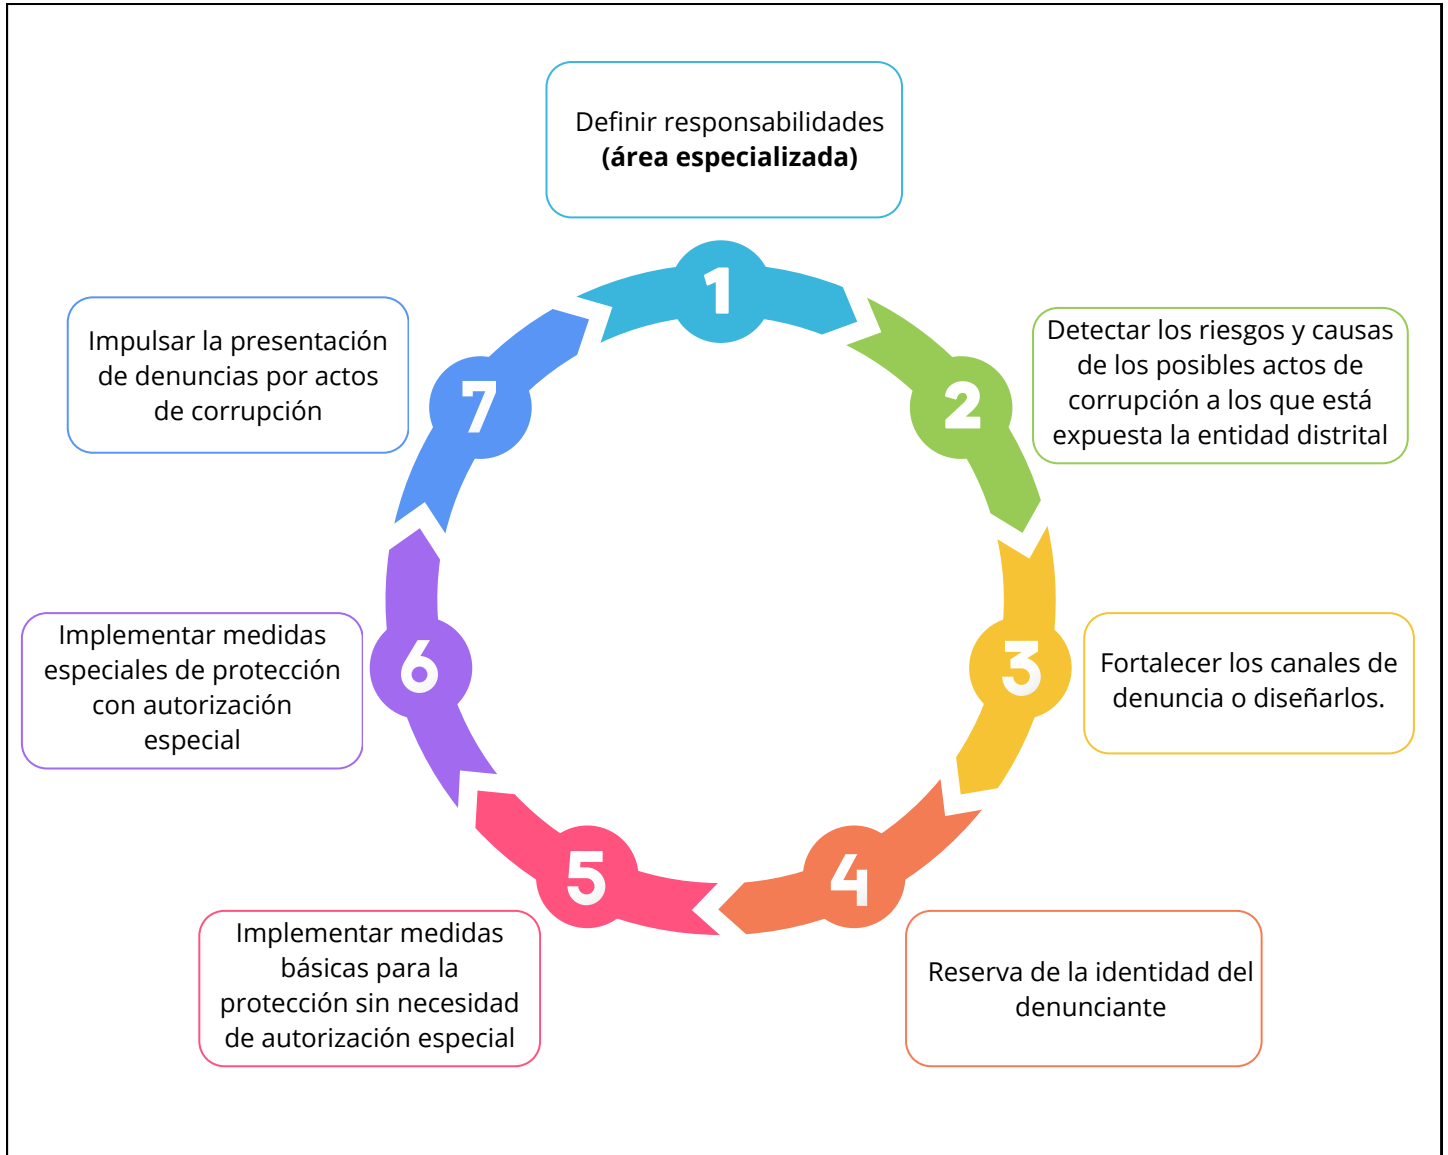 Definir responsabilidades
(área especializada)
1
Detectar los riesgos y causas
de los posibles actos de
corrupción a los que está
expuesta la entidad distrital
2
Fortalecer los canales de
denuncia o diseñarlos.
3
Reserva de la identidad del
denunciante
4
Implementar medidas
básicas para la
protección sin necesidad
de autorización especial
5
Implementar medidas
especiales de protección
con autorización
especial
6
Impulsar la presentación
de denuncias por actos
de corrupción
7